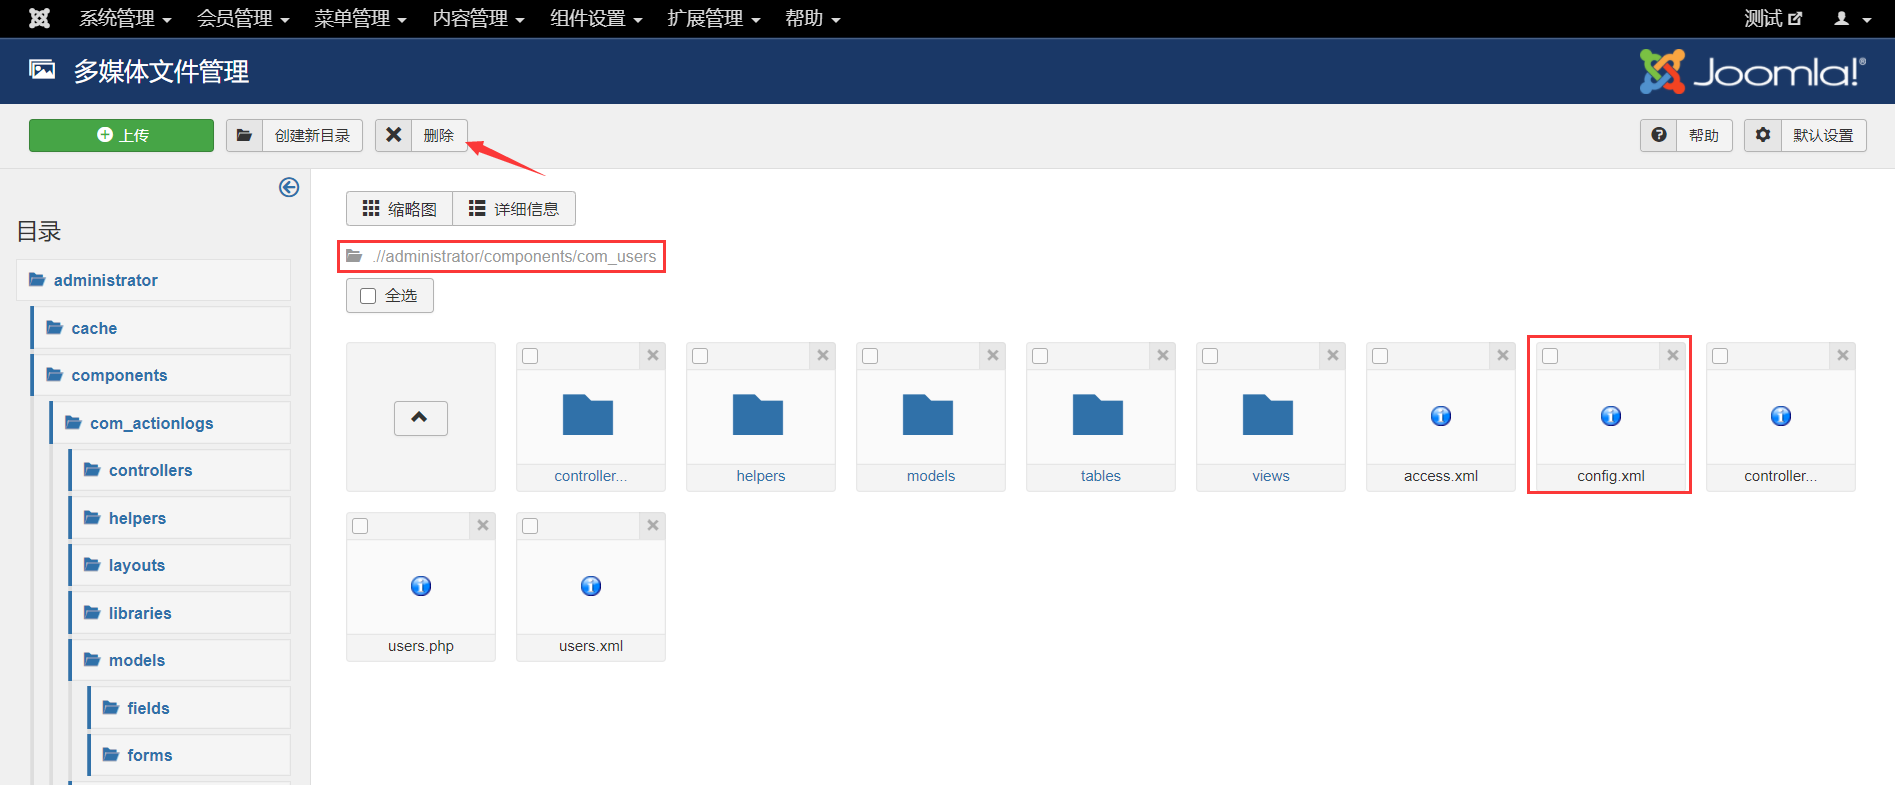 系统管理 会员管理 菜单管理 内容管理 组件设置 扩展管理 帮助 测试
多媒体文件管理 Joomla!®
上传 创建新目录 删除 帮助 默认设置
缩略图 详细信息
目录
.//administrator/components/com_users
全选
administrator
cache
components
com_actionlogs
controllers
helpers
layouts
libraries
models
fields
forms
controller... helpers models tables views access.xml config.xml controller...
users.php users.xml